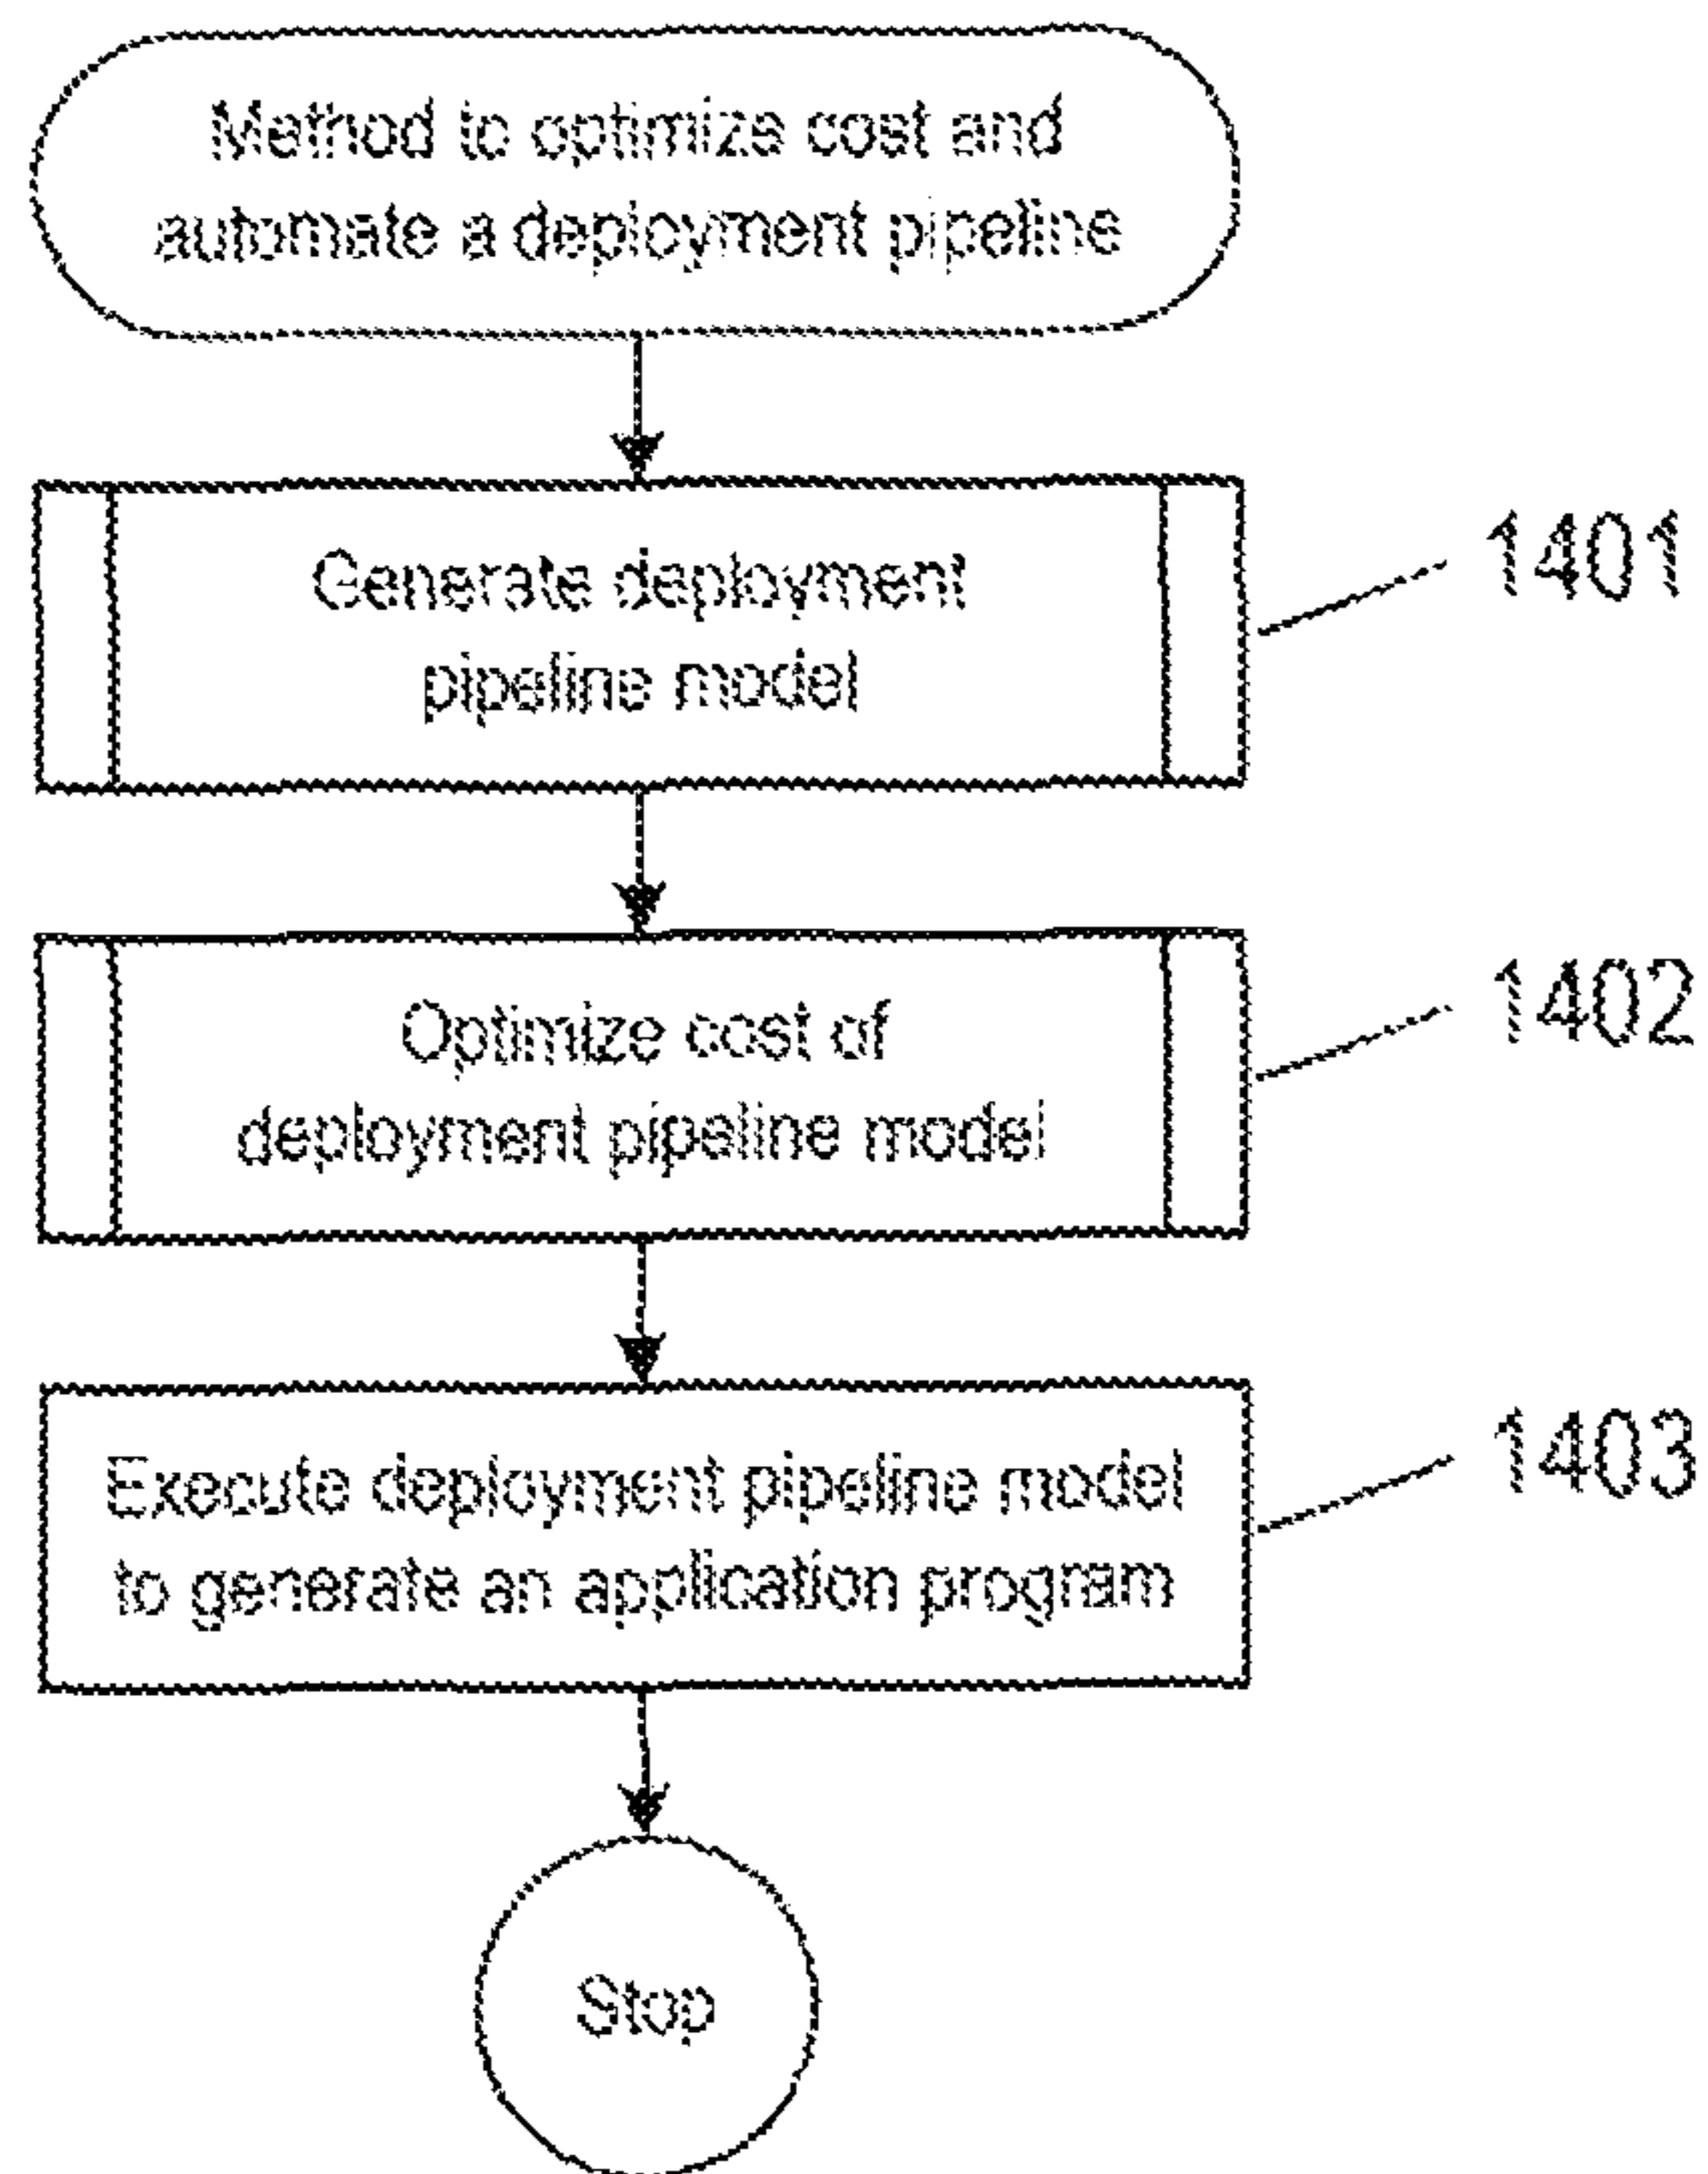 Method to optimize cost and
automate a deployment pipeline
Generate deployment
pipeline model
1401
Optimize cost of
deployment pipeline model
1402
Execute deployment pipeline model
to generate an application program
1403
Stop